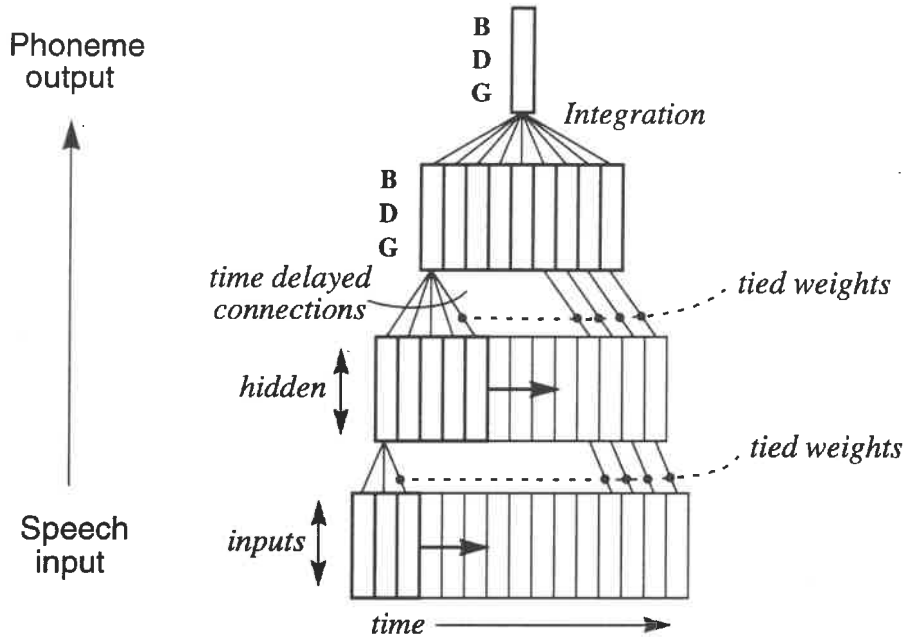 Phoneme
output
B
D
G
Integration
B
D
G
time delayed
connections
tied weights
hidden
tied weights
Speech
input
inputs
time